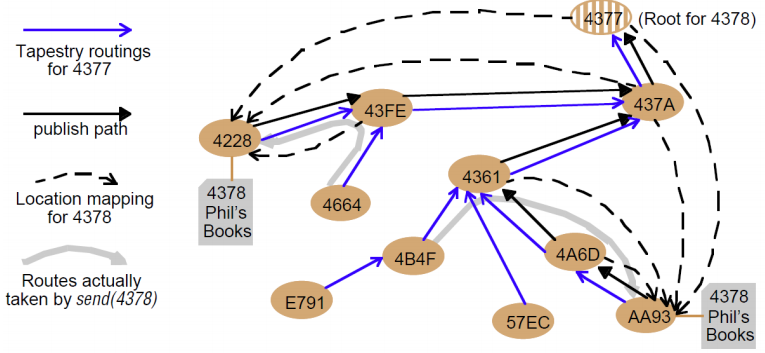 4377
(Root for 4378)
Tapestry routings
for 4377
43FE
437A
publish path
4228
4361
4378
Phil's
Books
4664
Location mapping
for 4378
4B4F
4A6D
Routes actually
taken by send(4378)
E791
57EC
AA93
4378
Phil's
Books